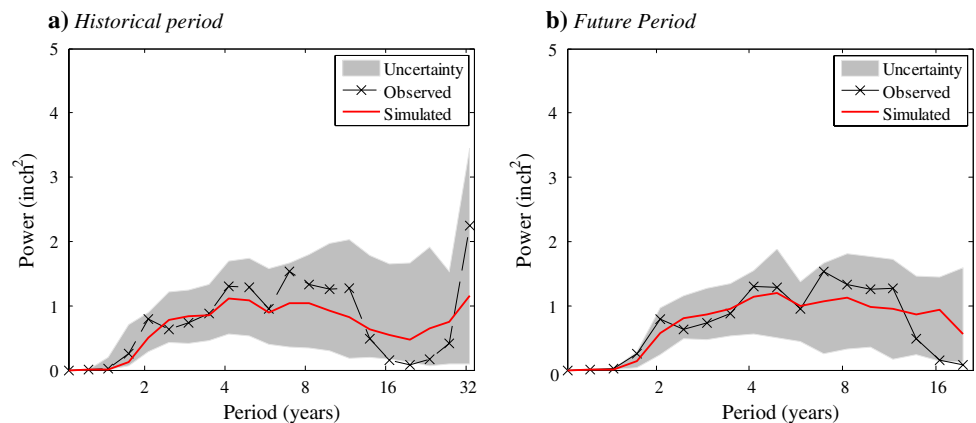 a) Historical period
5
4
3
2
1
0
Power (inch²)
Uncertainty
Observed
Simulated
2
4
8
16
32
Period (years)
b) Future Period
5
4
3
2
1
0
Power (inch²)
Uncertainty
Observed
Simulated
2
4
8
16
Period (years)